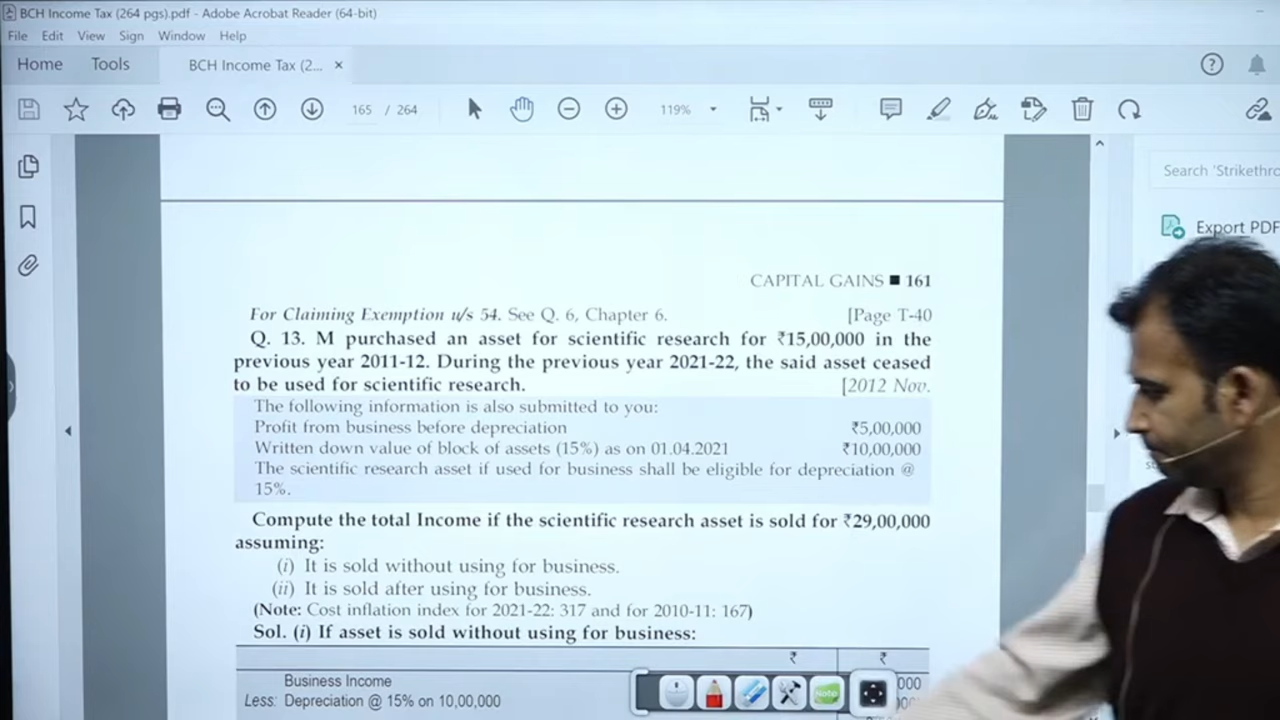 BCH Income Tax (264 pgs).pdf - Adobe Acrobat Reader (64-bit)
File Edit View Sign Window Help
Home Tools BCH Income Tax (2... ×
165 / 264 119%
Search 'Strikethro
Export PDF
CAPITAL GAINS ■ 161
For Claiming Exemption u/s 54. See Q. 6, Chapter 6. [Page T-40
Q. 13. M purchased an asset for scientific research for ₹15,00,000 in the
previous year 2011-12. During the previous year 2021-22, the said asset ceased
to be used for scientific research. [2012 Nov.
The following information is also submitted to you:
Profit from business before depreciation ₹5,00,000
Written down value of block of assets (15%) as on 01.04.2021 ₹10,00,000
The scientific research asset if used for business shall be eligible for depreciation @
15%.
Compute the total Income if the scientific research asset is sold for ₹29,00,000
assuming:
(i) It is sold without using for business.
(ii) It is sold after using for business.
(Note: Cost inflation index for 2021-22: 317 and for 2010-11: 167)
Sol. (i) If asset is sold without using for business:
₹ ₹
Business Income 000
Less: Depreciation @ 15% on 10,00,000
Note